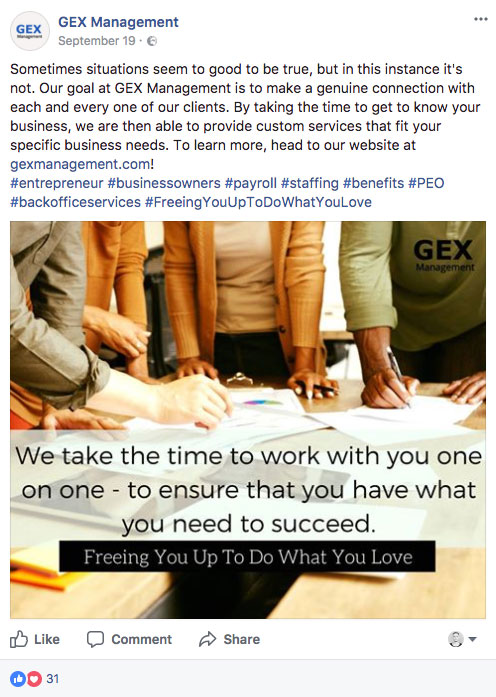 GEX
Management
GEX Management
September 19 ·
Sometimes situations seem to good to be true, but in this instance it's
not. Our goal at GEX Management is to make a genuine connection with
each and every one of our clients. By taking the time to get to know your
business, we are then able to provide custom services that fit your
specific business needs. To learn more, head to our website at
gexmanagement.com!
#entrepreneur #businessowners #payroll #staffing #benefits #PEO
#backofficeservices #FreeingYouUpToDoWhatYouLove
GEX
Management
We take the time to work with you one
on one - to ensure that you have what
you need to succeed.
Freeing You Up To Do What You Love
Like Comment Share
31